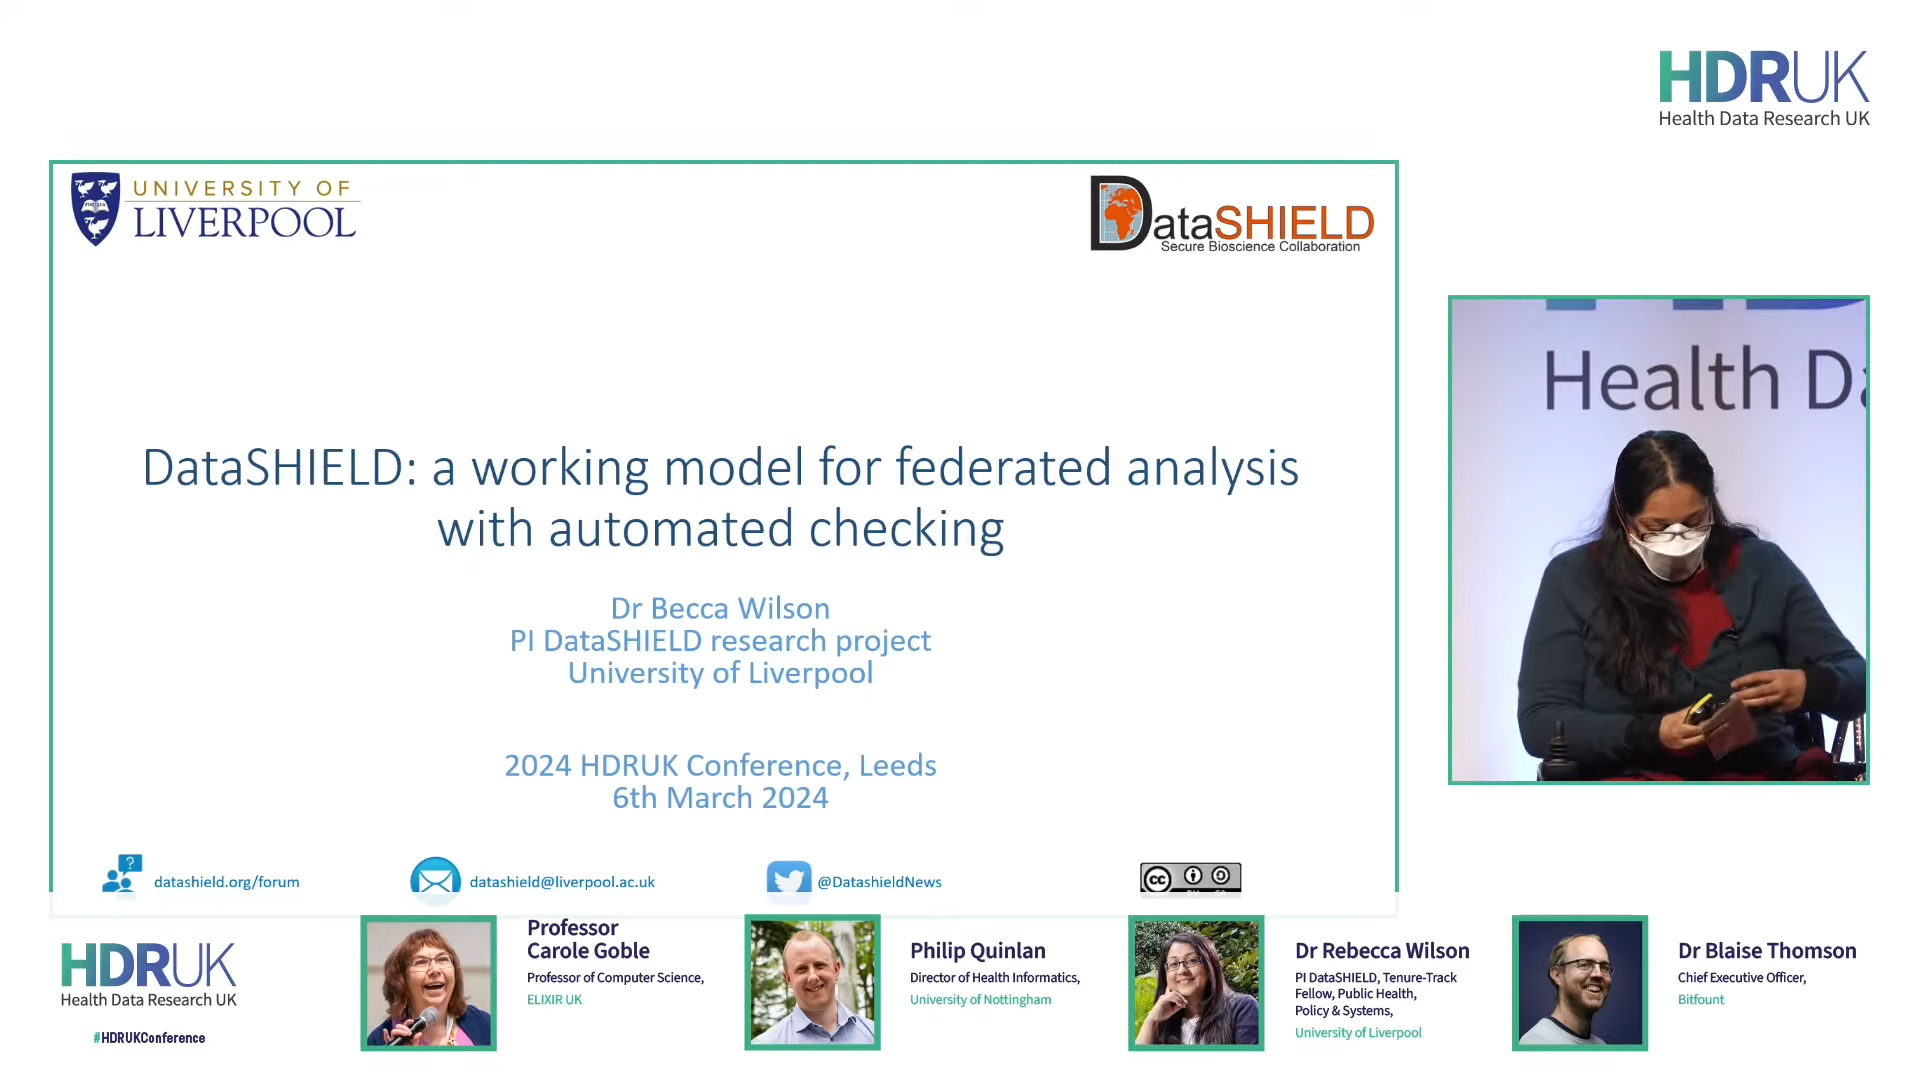 HDRUK
Health Data Research UK
UNIVERSITY OF
LIVERPOOL
DataSHIELD
Secure Bioscience Collaboration
DataSHIELD: a working model for federated analysis
with automated checking
Dr Becca Wilson
PI DataSHIELD research project
University of Liverpool
2024 HDRUK Conference, Leeds
6th March 2024
datashield.org/forum
datashield@liverpool.ac.uk
@DatashieldNews
cc
Health Da
HDRUK
Health Data Research UK
#HDRUKConference
Professor
Carole Goble
Professor of Computer Science,
ELIXIR UK
Philip Quinlan
Director of Health Informatics,
University of Nottingham
Dr Rebecca Wilson
PI DataSHIELD, Tenure-Track
Fellow, Public Health,
Policy & Systems,
University of Liverpool
Dr Blaise Thomson
Chief Executive Officer,
Bitfount